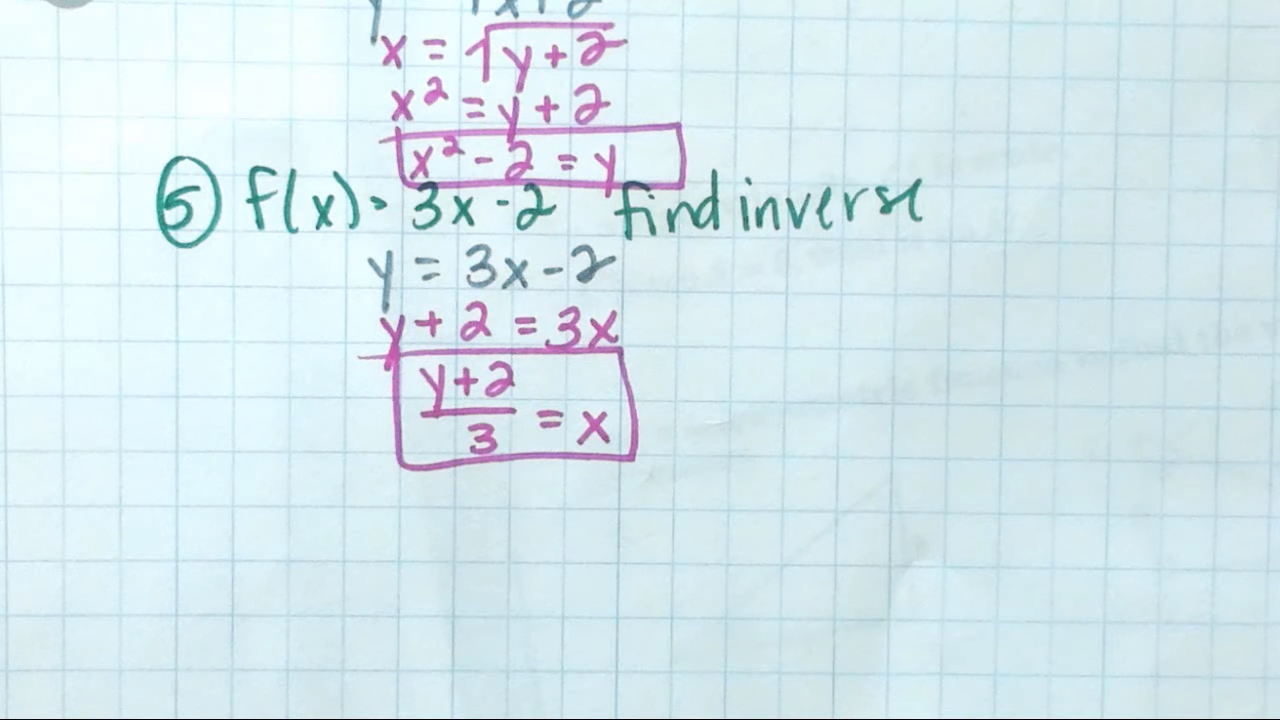 x = √y+2
x² = y + 2
x² - 2 = y
5 f(x) = 3x - 2 find inverse
y = 3x - 2
y + 2 = 3x
y+2
3
= x